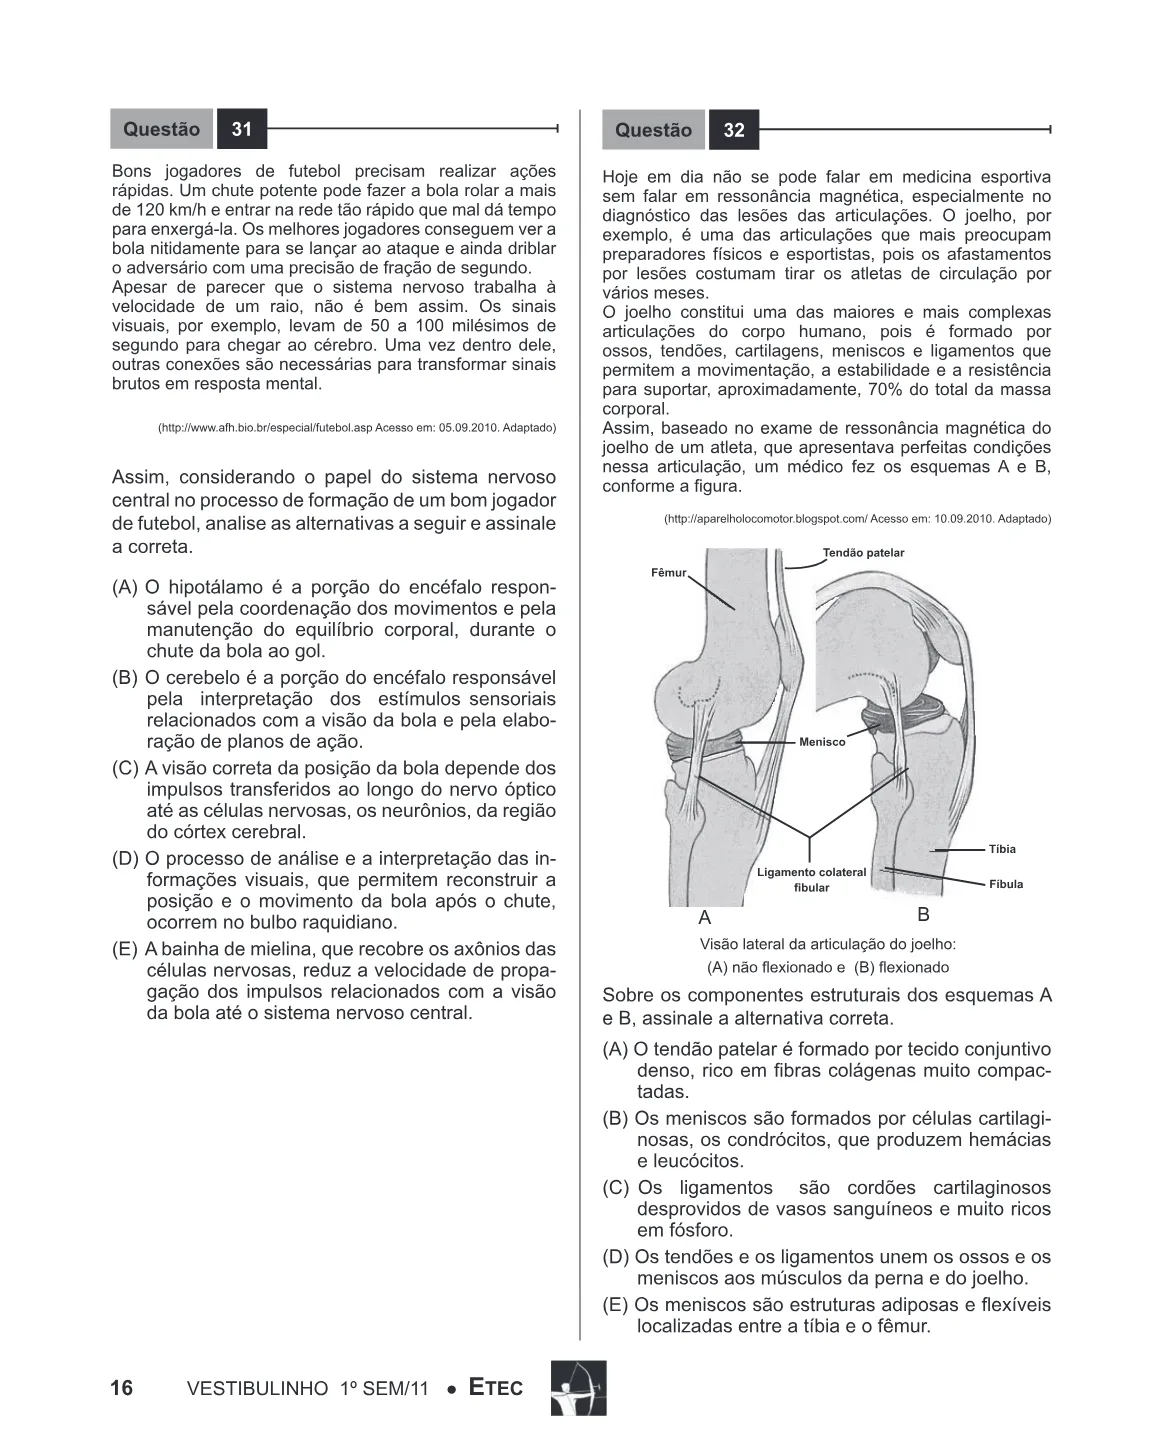 Questão 31
Bons jogadores de futebol precisam realizar ações
rápidas. Um chute potente pode fazer a bola rolar a mais
de 120 km/h e entrar na rede tão rápido que mal dá tempo
para enxergá-la. Os melhores jogadores conseguem ver a
bola nitidamente para se lançar ao ataque e ainda driblar
o adversário com uma precisão de fração de segundo.
Apesar de parecer que o sistema nervoso trabalha à
velocidade de um raio, não é bem assim. Os sinais
visuais, por exemplo, levam de 50 a 100 milésimos de
segundo para chegar ao cérebro. Uma vez dentro dele,
outras conexões são necessárias para transformar sinais
brutos em resposta mental.
(http://www.afh.bio.br/especial/futebol.asp Acesso em: 05.09.2010. Adaptado)
Assim, considerando o papel do sistema nervoso
central no processo de formação de um bom jogador
de futebol, analise as alternativas a seguir e assinale
a correta.
(A) O hipotálamo é a porção do encéfalo respon-
sável pela coordenação dos movimentos e pela
manutenção do equilíbrio corporal, durante o
chute da bola ao gol.
(B) O cerebelo é a porção do encéfalo responsável
pela interpretação dos estímulos sensoriais
relacionados com a visão da bola e pela elabo-
ração de planos de ação.
(C) A visão correta da posição da bola depende dos
impulsos transferidos ao longo do nervo óptico
até as células nervosas, os neurônios, da região
do córtex cerebral.
(D) O processo de análise e a interpretação das in-
formações visuais, que permitem reconstruir a
posição e o movimento da bola após o chute,
ocorrem no bulbo raquidiano.
(E) A bainha de mielina, que recobre os axônios das
células nervosas, reduz a velocidade de propa-
gação dos impulsos relacionados com a visão
da bola até o sistema nervoso central.
Questão 32
Hoje em dia não se pode falar em medicina esportiva
sem falar em ressonância magnética, especialmente no
diagnóstico das lesões das articulações. O joelho, por
exemplo, é uma das articulações que mais preocupam
preparadores físicos e esportistas, pois os afastamentos
por lesões costumam tirar os atletas de circulação por
vários meses.
O joelho constitui uma das maiores e mais complexas
articulações do corpo humano, pois é formado por
ossos, tendões, cartilagens, meniscos e ligamentos que
permitem a movimentação, a estabilidade e a resistência
para suportar, aproximadamente, 70% do total da massa
corporal.
Assim, baseado no exame de ressonância magnética do
joelho de um atleta, que apresentava perfeitas condições
nessa articulação, um médico fez os esquemas A e B,
conforme a figura.
(http://aparelholocomotor.blogspot.com/ Acesso em: 10.09.2010. Adaptado)
Tendão patelar
Fêmur
Menisco
Tíbia
Ligamento colateral
fibular
Fíbula
A
B
Visão lateral da articulação do joelho:
(A) não flexionado e (B) flexionado
Sobre os componentes estruturais dos esquemas A
e B, assinale a alternativa correta.
(A) O tendão patelar é formado por tecido conjuntivo
denso, rico em fibras colágenas muito compac-
tadas.
(B) Os meniscos são formados por células cartilagi-
nosas, os condrócitos, que produzem hemácias
e leucócitos.
(C) Os ligamentos são cordões cartilaginosos
desprovidos de vasos sanguíneos e muito ricos
em fósforo.
(D) Os tendões e os ligamentos unem os ossos e os
meniscos aos músculos da perna e do joelho.
(E) Os meniscos são estruturas adiposas e flexíveis
localizadas entre a tíbia e o fêmur.
16 VESTIBULINHO 1º SEM/11 • ETEC